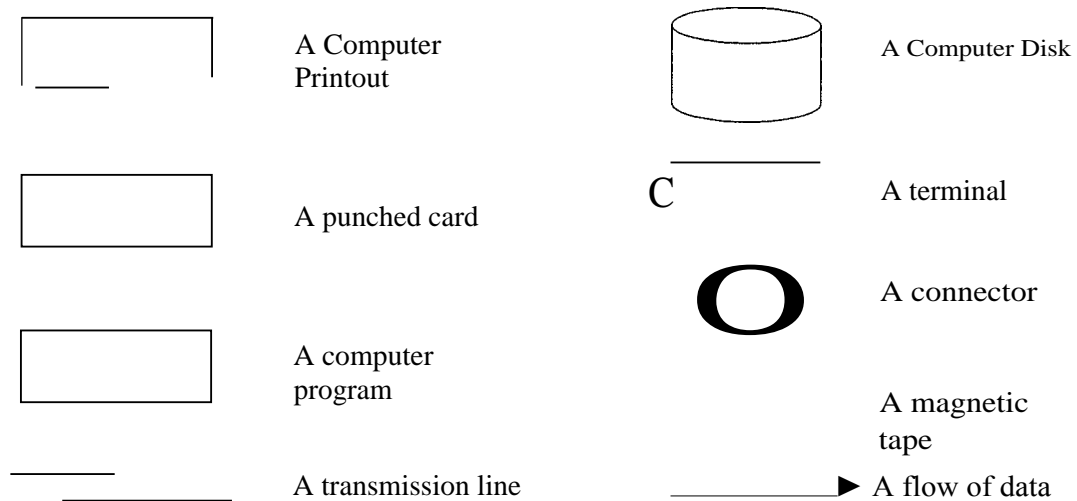 A Computer
Printout
A punched card
A computer
program
A transmission line
A Computer Disk
C
A terminal
A connector
A magnetic
tape
A flow of data